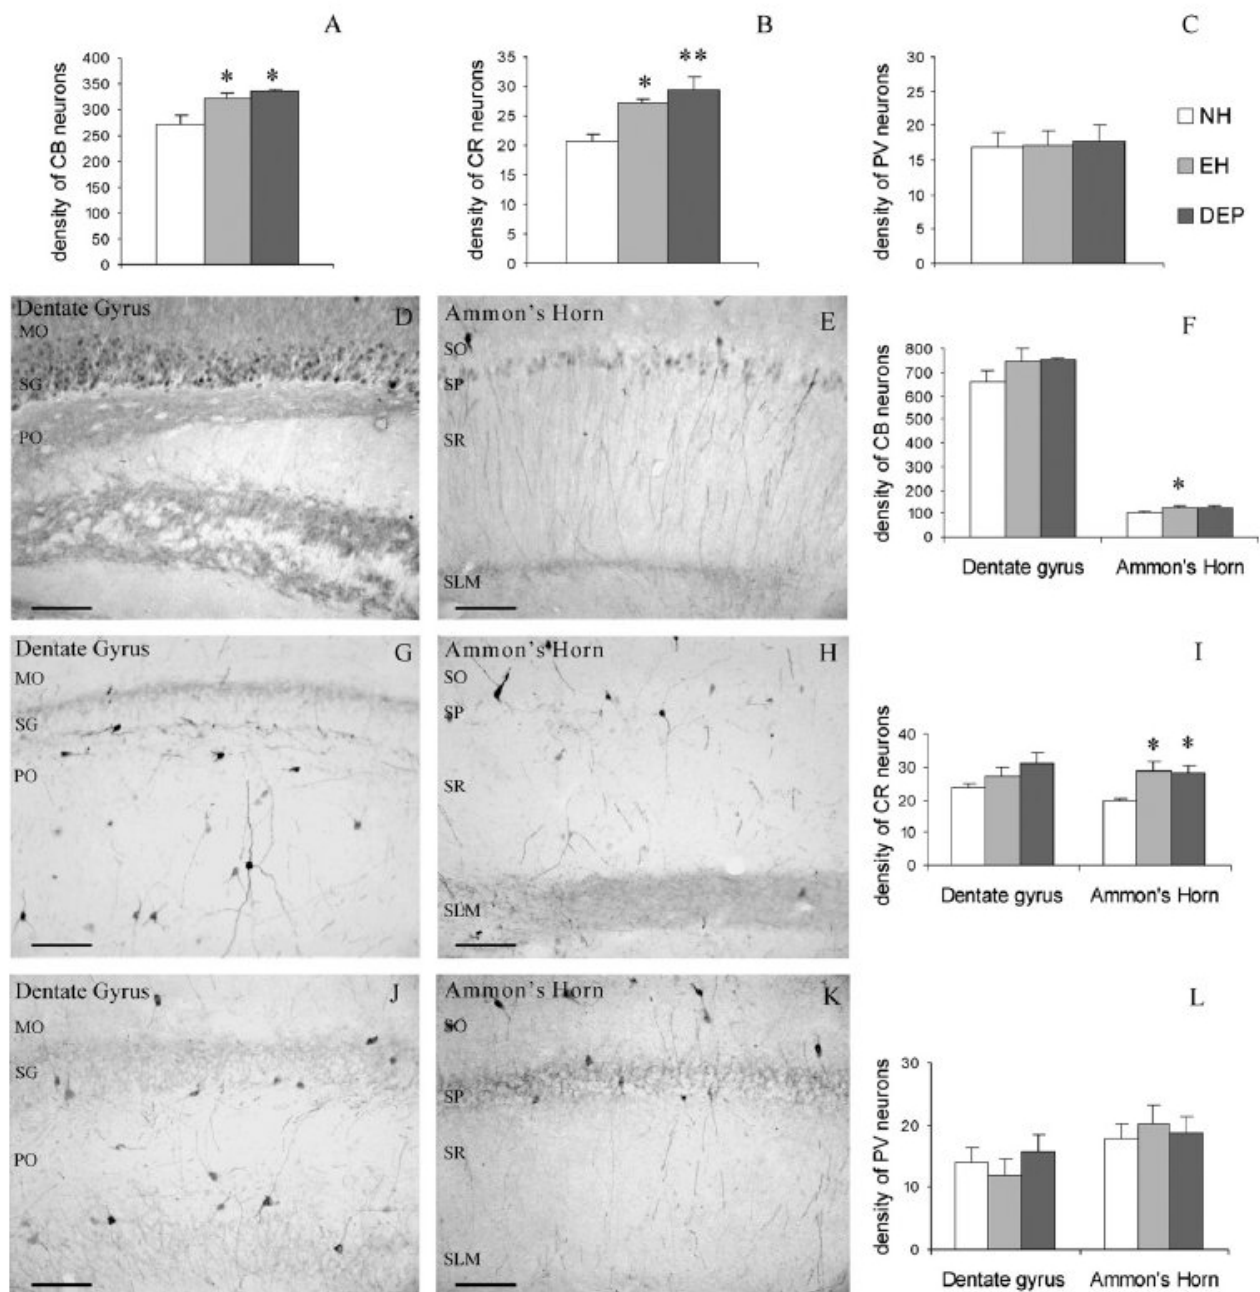 A
density of CB neurons
400
350
300
250
200
150
100
50
0
* *
B
density of CR neurons
35
30
25
20
15
10
5
0
* **
C
density of PV neurons
30
25
20
15
10
5
0
NH
EH
DEP
Dentate Gyrus
D
MO
SG
PO
Ammon's Horn
E
SO
SP
SR
SLM
F
density of CB neurons
800
700
600
500
400
300
200
100
0
*
Dentate gyrus Ammon's Horn
Dentate Gyrus
G
MO
SG
PO
Ammon's Horn
H
SO
SP
SR
SLM
I
density of CR neurons
40
30
20
10
0
* *
Dentate gyrus Ammon's Horn
Dentate Gyrus
J
MO
SG
PO
Ammon's Horn
K
SO
SP
SR
SLM
L
density of PV neurons
30
20
10
0
Dentate gyrus Ammon's Horn